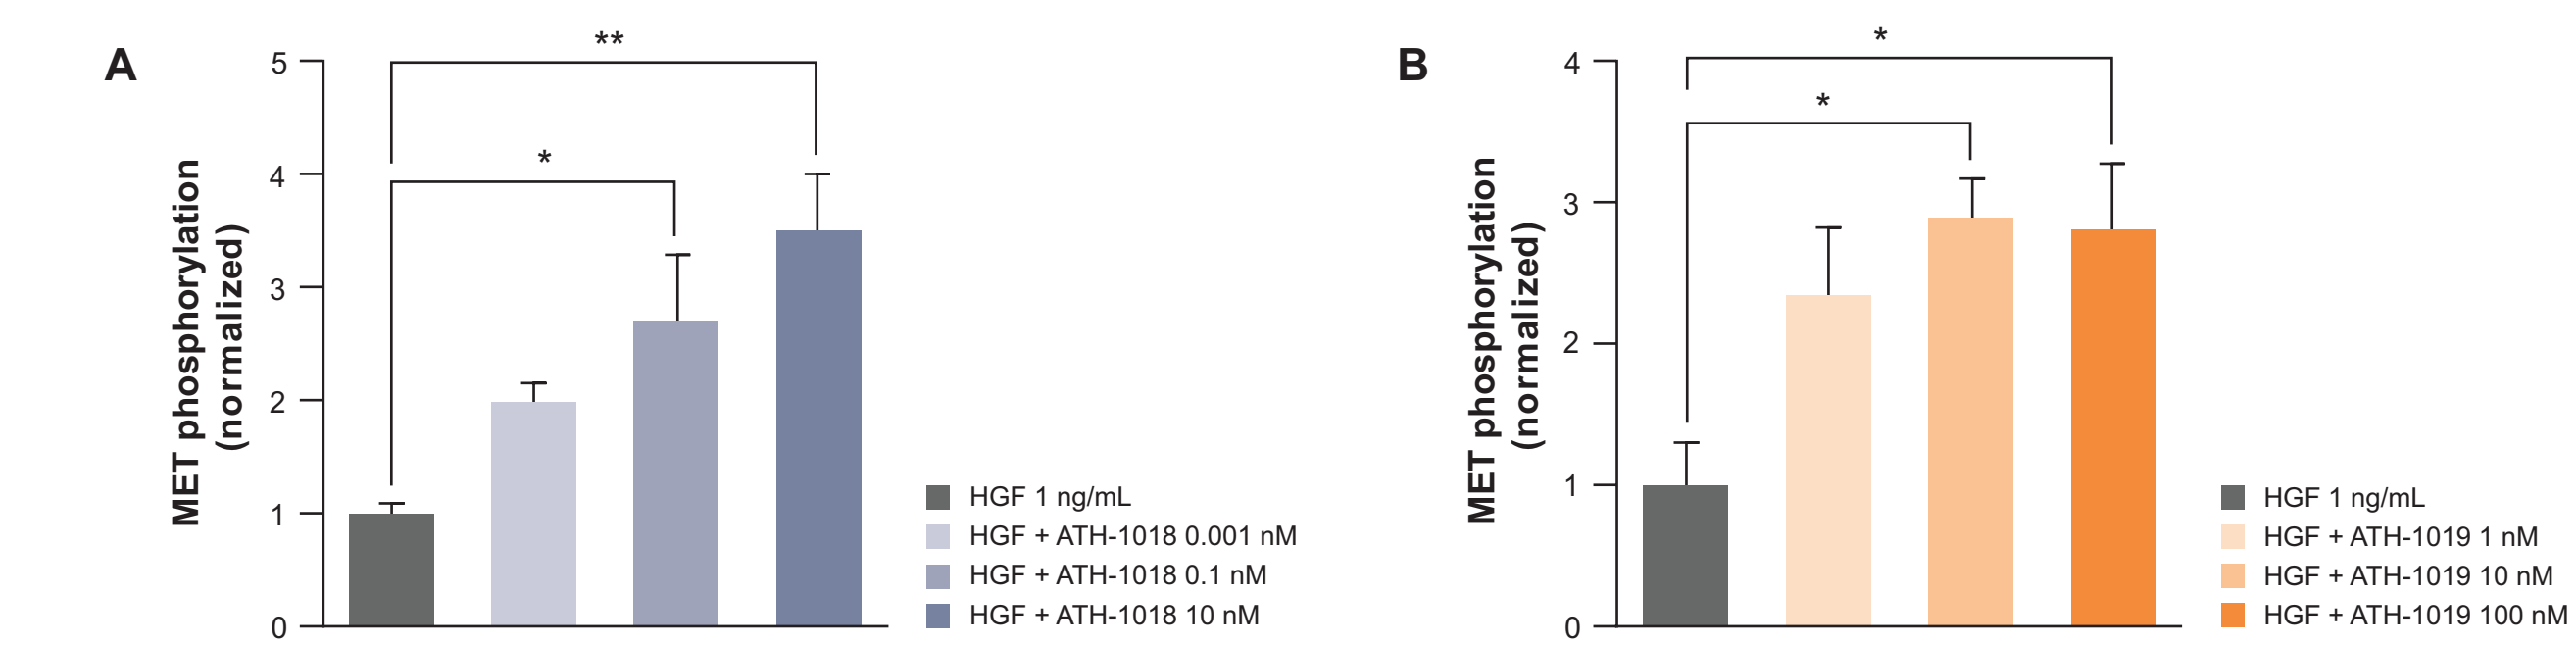 A
MET phosphorylation
(normalized)
5
4
3
2
1
0
**
*
HGF 1 ng/mL
HGF + ATH-1018 0.001 nM
HGF + ATH-1018 0.1 nM
HGF + ATH-1018 10 nM
B
MET phosphorylation
(normalized)
4
3
2
1
0
*
*
HGF 1 ng/mL
HGF + ATH-1019 1 nM
HGF + ATH-1019 10 nM
HGF + ATH-1019 100 nM